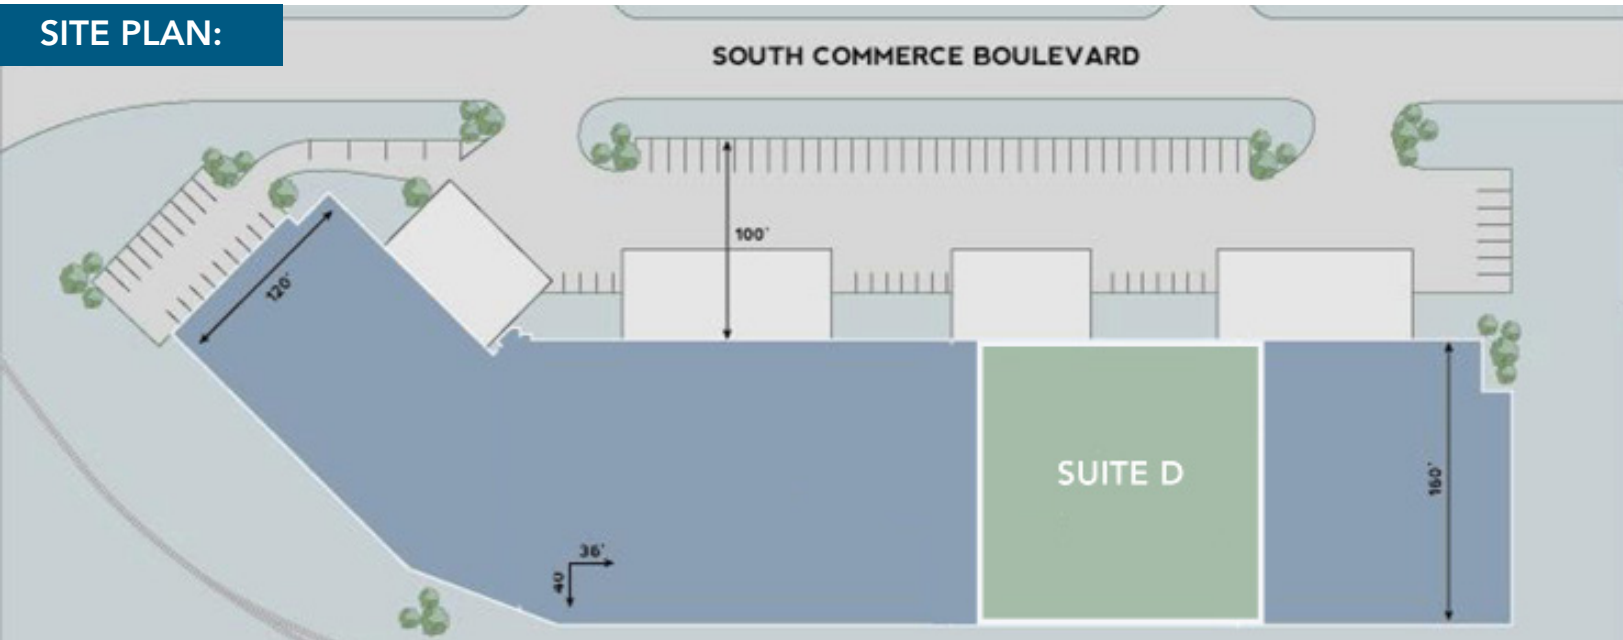 SITE PLAN:
SOUTH COMMERCE BOULEVARD
100'
120'
SUITE D
160'
36'
40